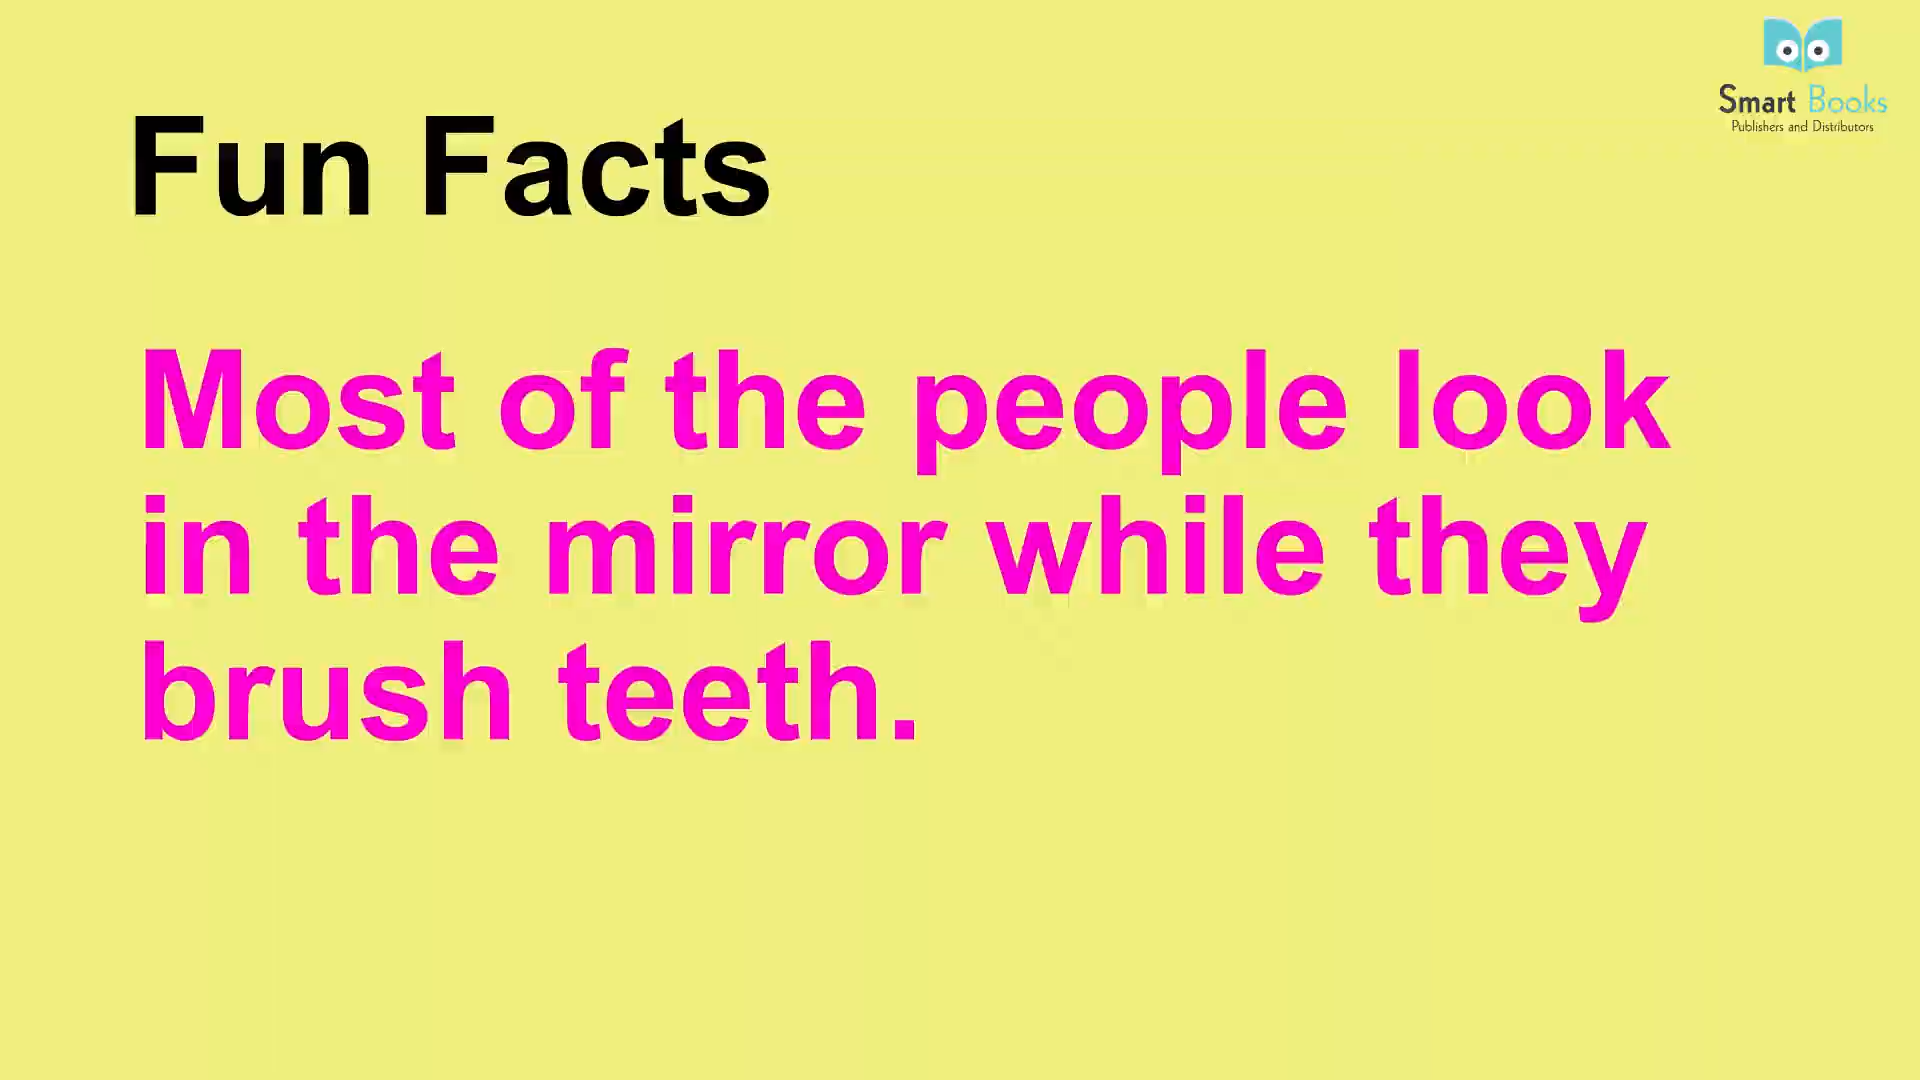 Smart Books
Publishers and Distributors
Fun Facts
Most of the people look
in the mirror while they
brush teeth.